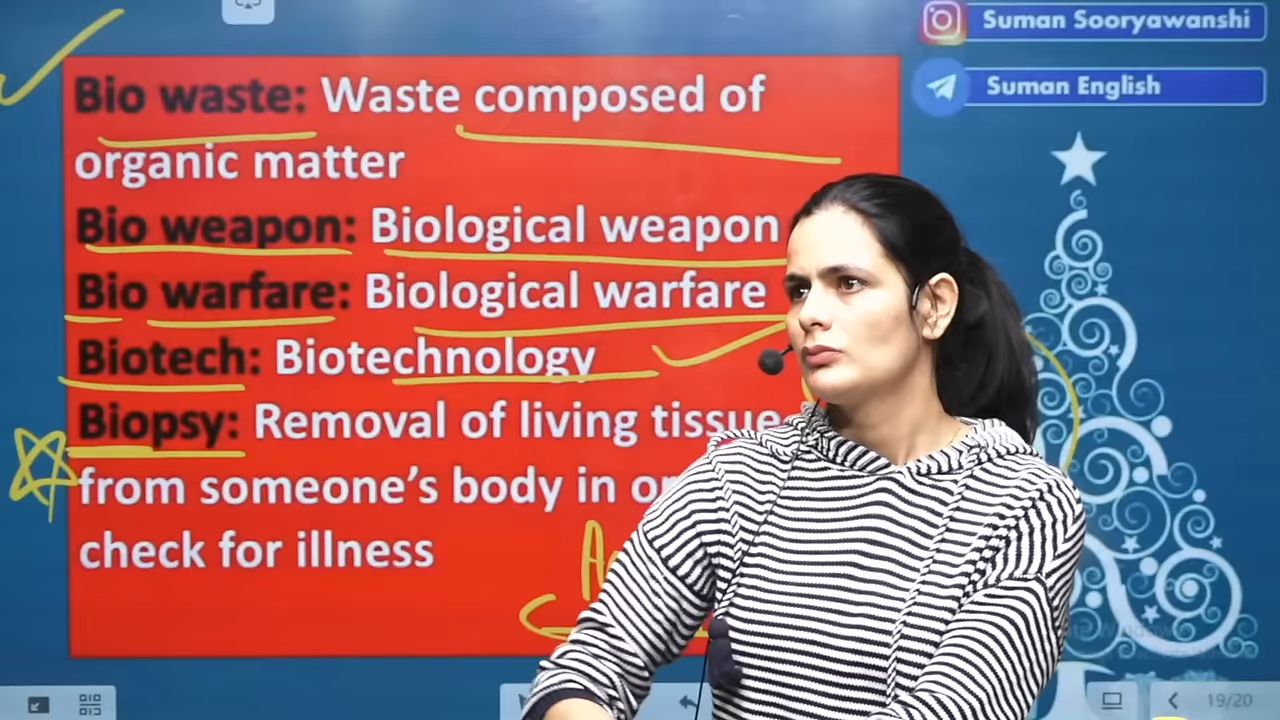 Suman Sooryawanshi
Suman English
Bio waste: Waste composed of
organic matter
Bio weapon: Biological weapon
Bio warfare: Biological warfare
Biotech: Biotechnology
Biopsy: Removal of living tissue
from someone's body in
check for illness
19/20